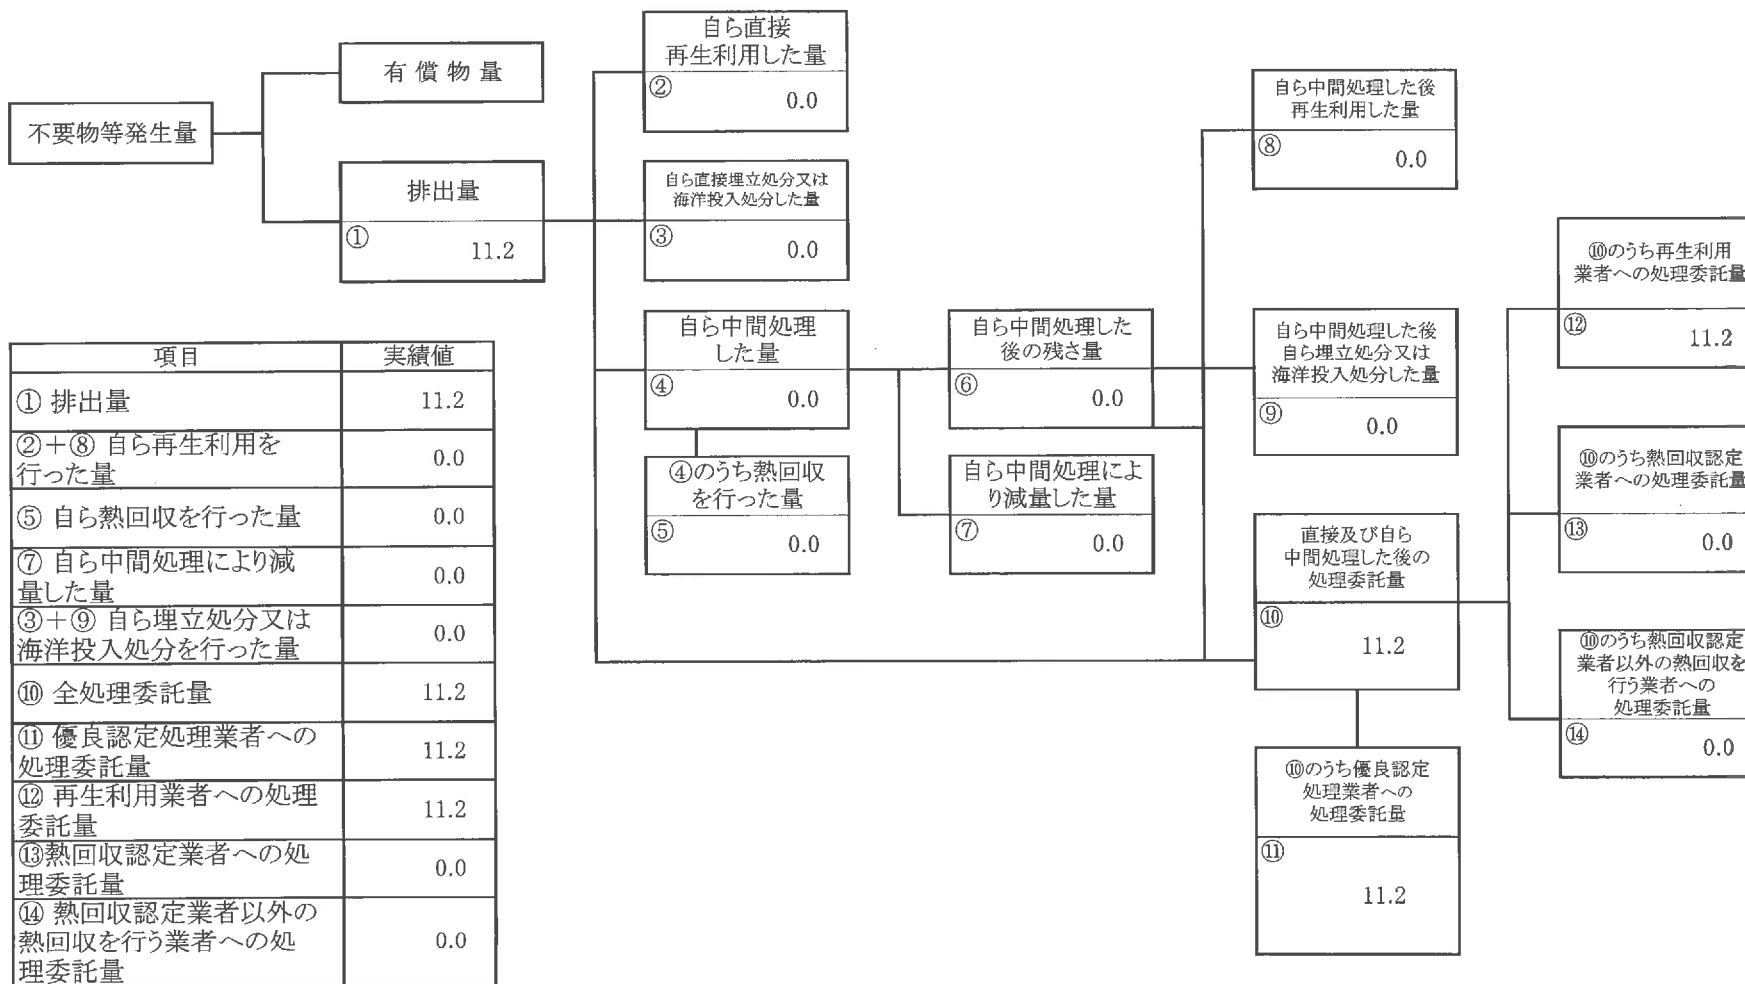 不要物等発生量
有償物量
排出量
①
11.2
自ら直接
再生利用した量
②
0.0
自ら直接埋立処分又は
海洋投入処分した量
③
0.0
自ら中間処理
した量
④
0.0
④のうち熱回収
を行った量
⑤
0.0
自ら中間処理した
後の残さ量
⑥
0.0
自ら中間処理によ
り減量した量
⑦
0.0
自ら中間処理した後
再生利用した量
⑧
0.0
自ら中間処理した後
自ら埋立処分又は
海洋投入処分した量
⑨
0.0
直接及び自ら
中間処理した後の
処理委託量
⑩
11.2
⑩のうち優良認定
処理業者への
処理委託量
⑪
11.2
⑩のうち再生利用
業者への処理委託量
⑫
11.2
⑩のうち熱回収認定
業者への処理委託量
⑬
0.0
⑩のうち熱回収認定
業者以外の熱回収を
行う業者への
処理委託量
⑭
0.0
項目 実績値
① 排出量 11.2
②+⑧ 自ら再生利用を
行った量 0.0
⑤ 自ら熱回収を行った量 0.0
⑦ 自ら中間処理により減
量した量 0.0
③+⑨ 自ら埋立処分又は
海洋投入処分を行った量 0.0
⑩ 全処理委託量 11.2
⑪ 優良認定処理業者への
処理委託量 11.2
⑫ 再生利用業者への処理
委託量 11.2
⑬熱回収認定業者への処
理委託量 0.0
⑭ 熱回収認定業者以外の
熱回収を行う業者への処
理委託量 0.0